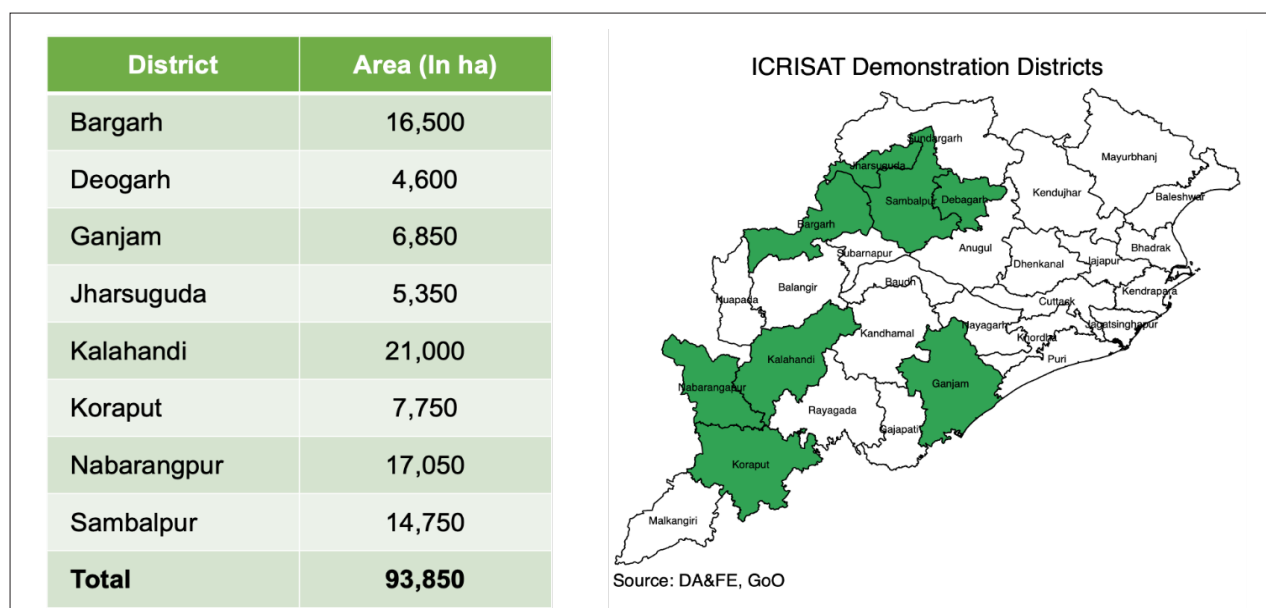 District Area (In ha)
Bargarh 16,500
Deogarh 4,600
Ganjam 6,850
Jharsuguda 5,350
Kalahandi 21,000
Koraput 7,750
Nabarangpur 17,050
Sambalpur 14,750
Total 93,850
ICRISAT Demonstration Districts
Sundargarh
Mayurbhanj
Jharsuguda
Kendujhar
Baleshwar
Sambalpur
Debagarh
Bargarh
Anugul
Bhadrak
Subarnapur
Dhenkanal
Jajapur
Balangir
Baudh
Kendrapara
Nuapada
Cuttack
Nayagarh
Jagatsinghapur
Kandhamal
Khordha
Kalahandi
Puri
Nabarangapur
Ganjam
Rayagada
Gajapati
Koraput
Malkangiri
Source: DA&FE, GoO